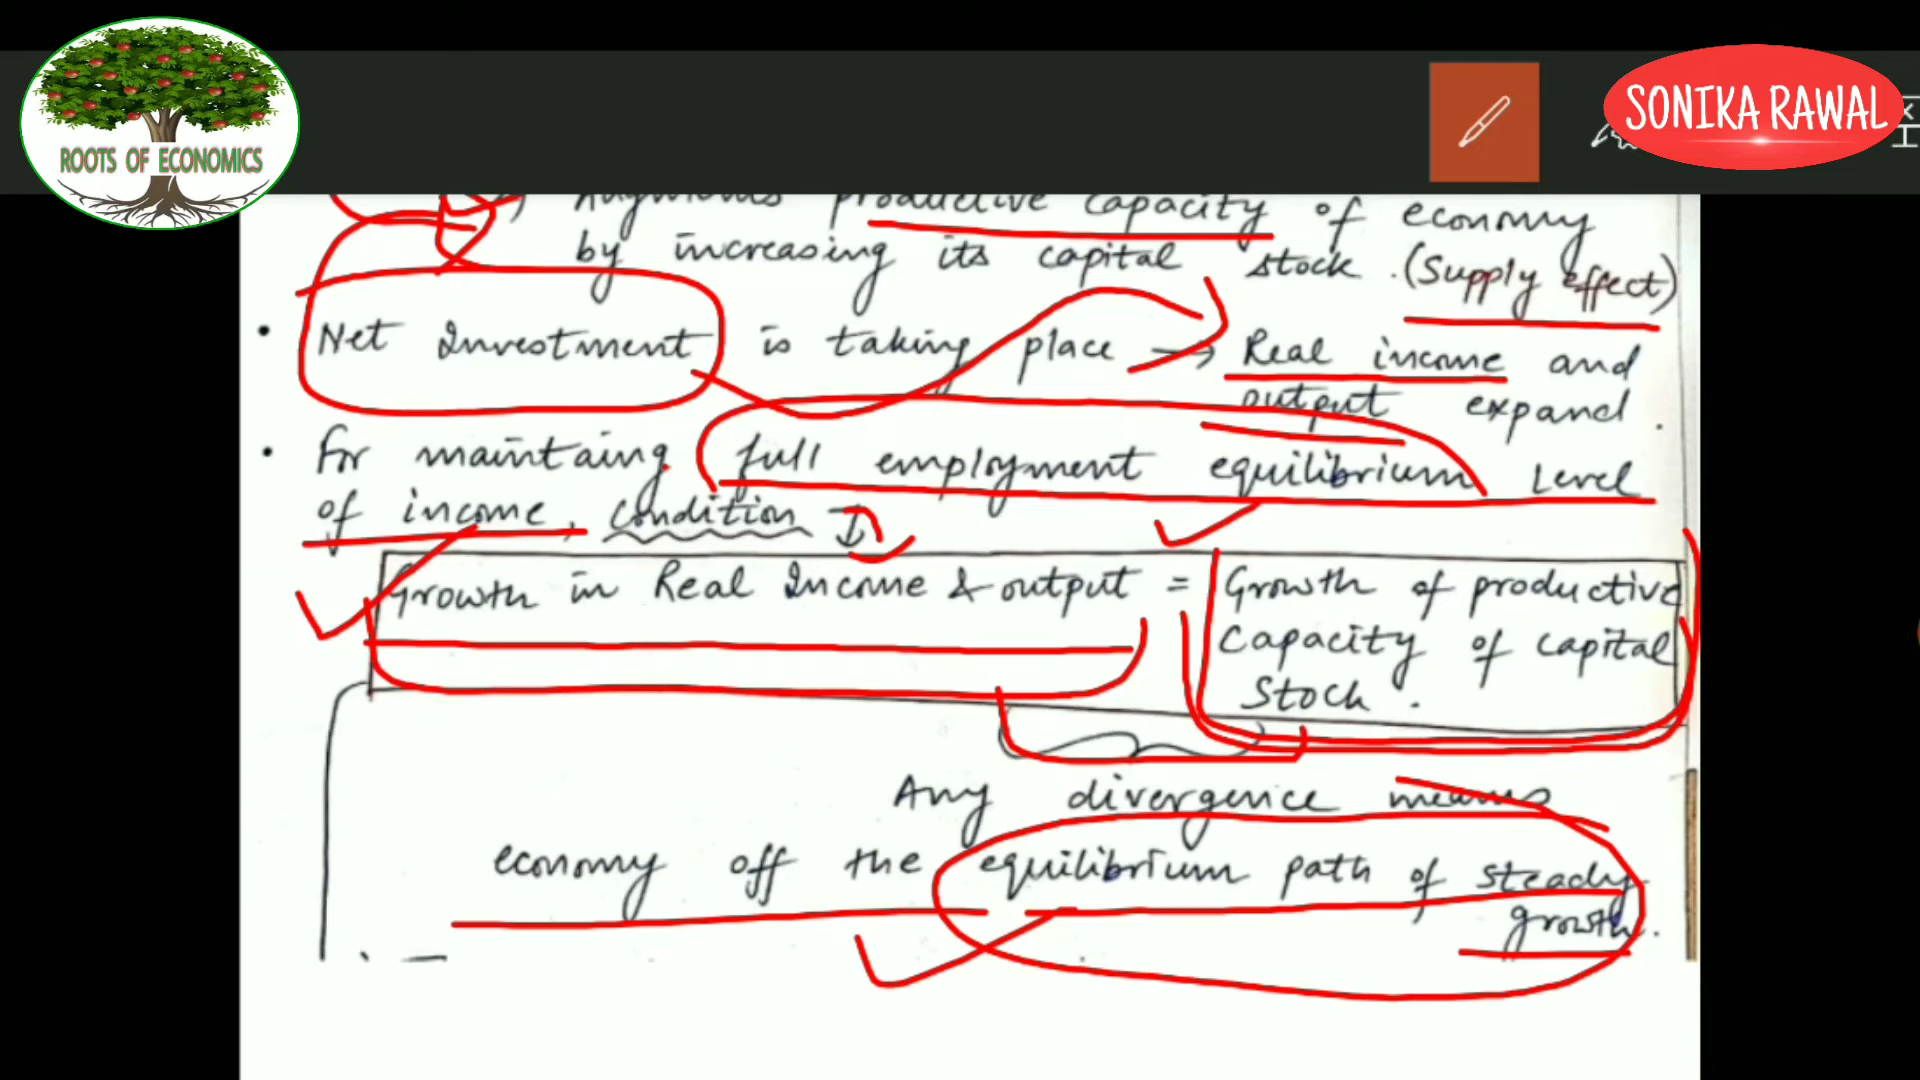 ROOTS OF ECONOMICS
SONIKA RAWAL
Augments productive capacity of economy
by increasing its capital stock. (Supply effect)
• Net Investment is taking place → Real income and
output expand.
• For maintaing full employment equilibrium level
of income, Condition I
Growth in Real Income & output = Growth of productive
Capacity of capital
Stock.
Any divergence means
economy off the equilibrium path of steady
growth.